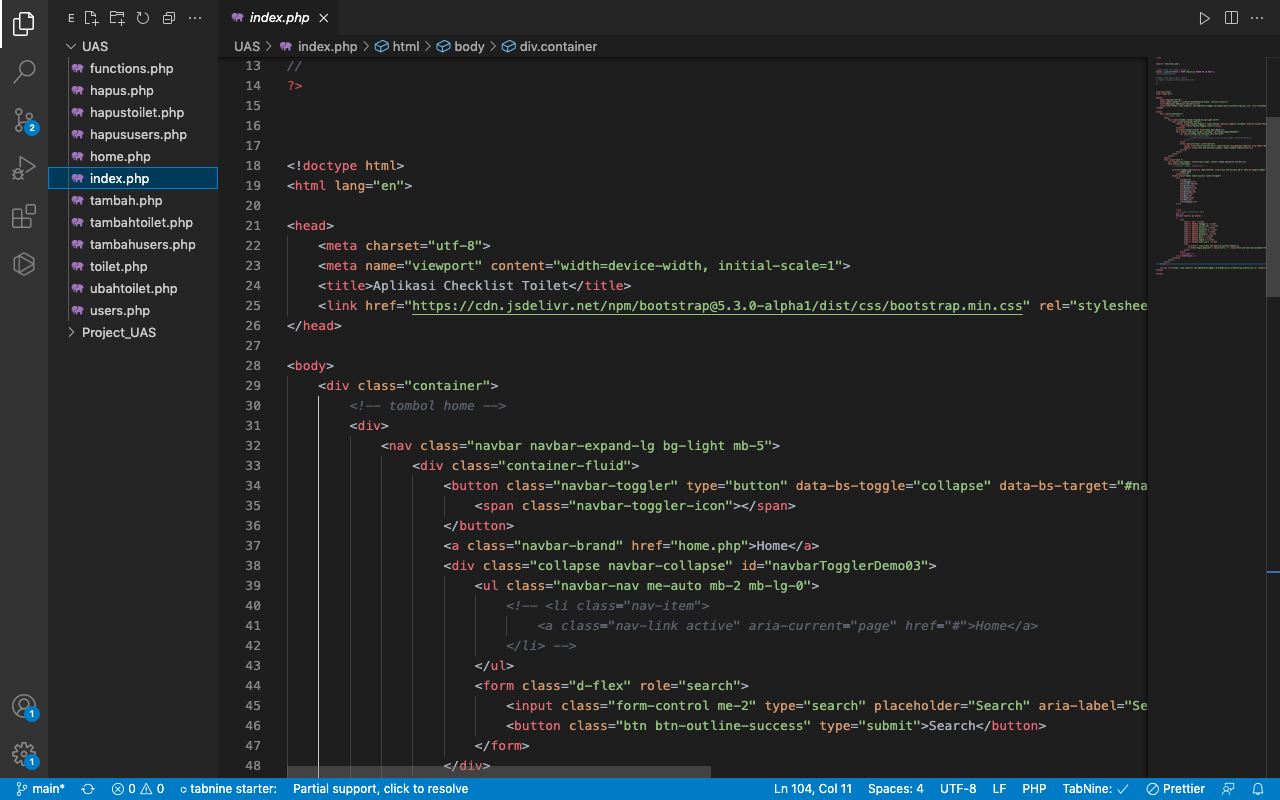 E
UAS
functions.php
hapus.php
hapustoilet.php
hapususers.php
home.php
index.php
tambah.php
tambahtoilet.php
tambahusers.php
toilet.php
ubahtoilet.php
users.php
Project_UAS
2
1
1
index.php
UAS > index.php > html > body > div.container
13 //
14 ?>
15
16
17
18 <!doctype html>
19 <html lang="en">
20
21 <head>
22 <meta charset="utf-8">
23 <meta name="viewport" content="width=device-width, initial-scale=1">
24 <title>Aplikasi Checklist Toilet</title>
25 <link href="https://cdn.jsdelivr.net/npm/bootstrap@5.3.0-alpha1/dist/css/bootstrap.min.css" rel="styleshee
26 </head>
27
28 <body>
29 <div class="container">
30 <!-- tombol home -->
31 <div>
32 <nav class="navbar navbar-expand-lg bg-light mb-5">
33 <div class="container-fluid">
34 <button class="navbar-toggler" type="button" data-bs-toggle="collapse" data-bs-target="#na
35 <span class="navbar-toggler-icon"></span>
36 </button>
37 <a class="navbar-brand" href="home.php">Home</a>
38 <div class="collapse navbar-collapse" id="navbarTogglerDemo03">
39 <ul class="navbar-nav me-auto mb-2 mb-lg-0">
40 <!-- <li class="nav-item">
41 <a class="nav-link active" aria-current="page" href="#">Home</a>
42 </li> -->
43 </ul>
44 <form class="d-flex" role="search">
45 <input class="form-control me-2" type="search" placeholder="Search" aria-label="Se
46 <button class="btn btn-outline-success" type="submit">Search</button>
47 </form>
48 </div>
main* 0 0 tabnine starter: Partial support, click to resolve Ln 104, Col 11 Spaces: 4 UTF-8 LF PHP TabNine: Prettier